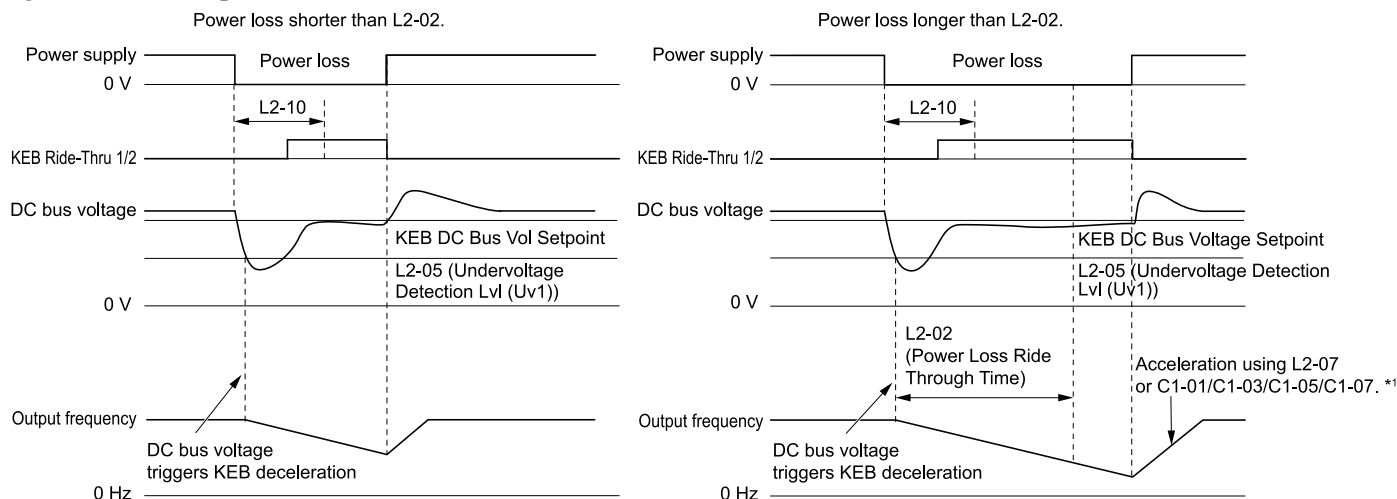 Power loss shorter than L2-02.
Power supply
Power loss
0 V
L2-10
KEB Ride-Thru 1/2
DC bus voltage
KEB DC Bus Vol Setpoint
L2-05 (Undervoltage
Detection Lvl (Uv1))
0 V
Output frequency
DC bus voltage
triggers KEB deceleration
0 Hz
Power loss longer than L2-02.
Power supply
Power loss
0 V
L2-10
KEB Ride-Thru 1/2
DC bus voltage
KEB DC Bus Voltage Setpoint
L2-05 (Undervoltage Detection
Lvl (Uv1))
0 V
L2-02
(Power Loss Ride
Through Time)
Acceleration using L2-07
or C1-01/C1-03/C1-05/C1-07. *1
Output frequency
DC bus voltage
triggers KEB deceleration
0 Hz